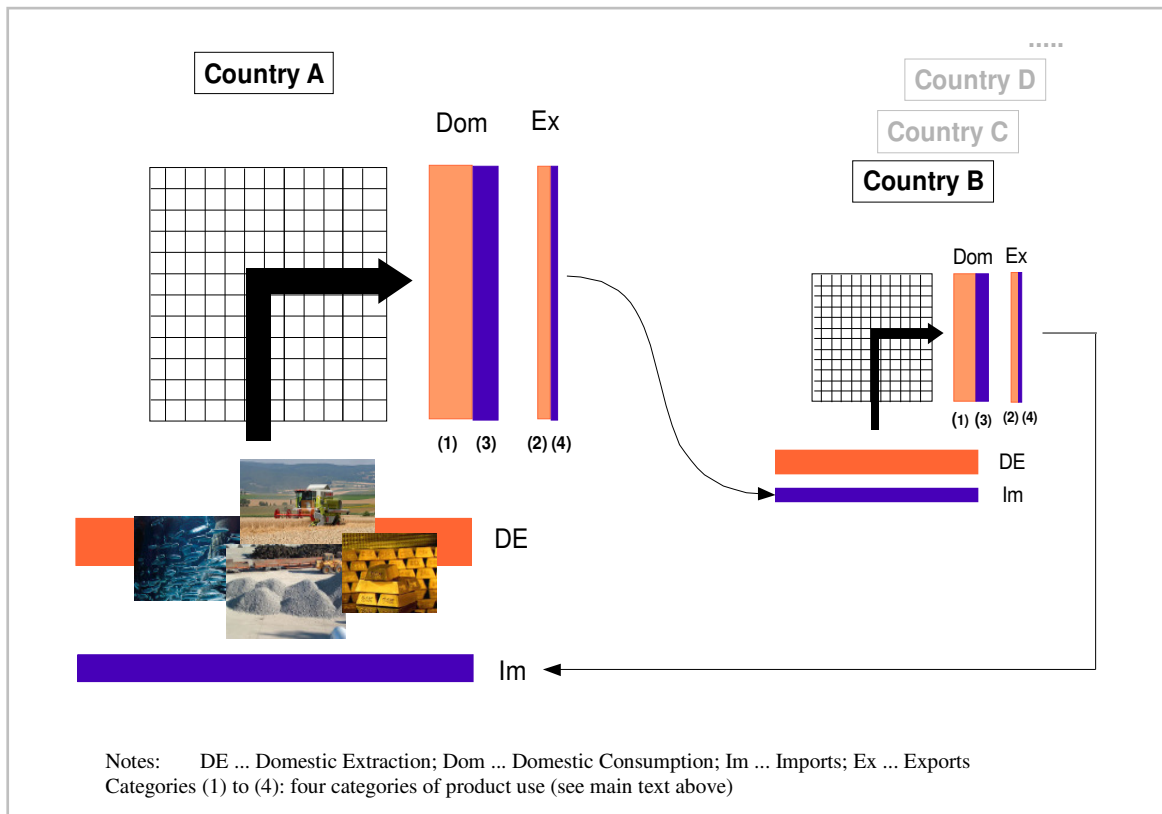 .....
Country D
Country A
Country C
Dom Ex
Country B
Dom Ex
(1) (3) (2) (4)
(1) (3) (2) (4)
DE
Im
DE
Im
Notes: DE ... Domestic Extraction; Dom ... Domestic Consumption; Im ... Imports; Ex ... Exports
Categories (1) to (4): four categories of product use (see main text above)